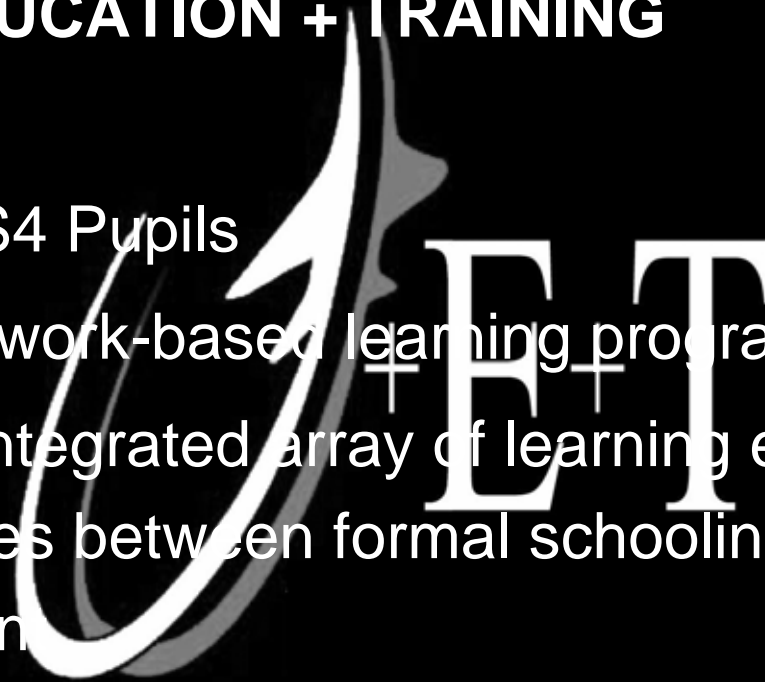 UCATION + TRAINING
S4 Pupils
work-based learning progra
+E+T
ntegrated array of learning e
es between formal schoolin
n